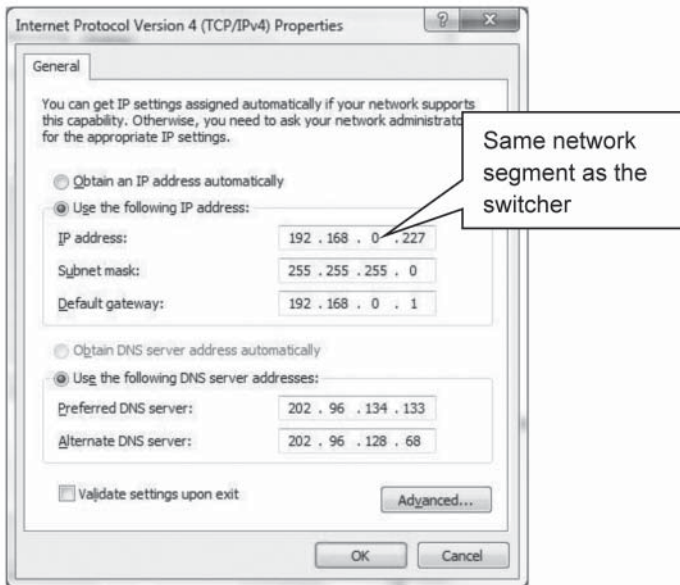 Internet Protocol Version 4 (TCP/IPv4) Properties
General
You can get IP settings assigned automatically if your network supports
this capability. Otherwise, you need to ask your network administrato
for the appropriate IP settings.
Obtain an IP address automatically
Use the following IP address:
IP address: 192 . 168 . 0 . 227
Subnet mask: 255 . 255 . 255 . 0
Default gateway: 192 . 168 . 0 . 1
Obtain DNS server address automatically
Use the following DNS server addresses:
Preferred DNS server: 202 . 96 . 134 . 133
Alternate DNS server: 202 . 96 . 128 . 68
Validate settings upon exit
Advanced...
OK Cancel
Same network
segment as the
switcher